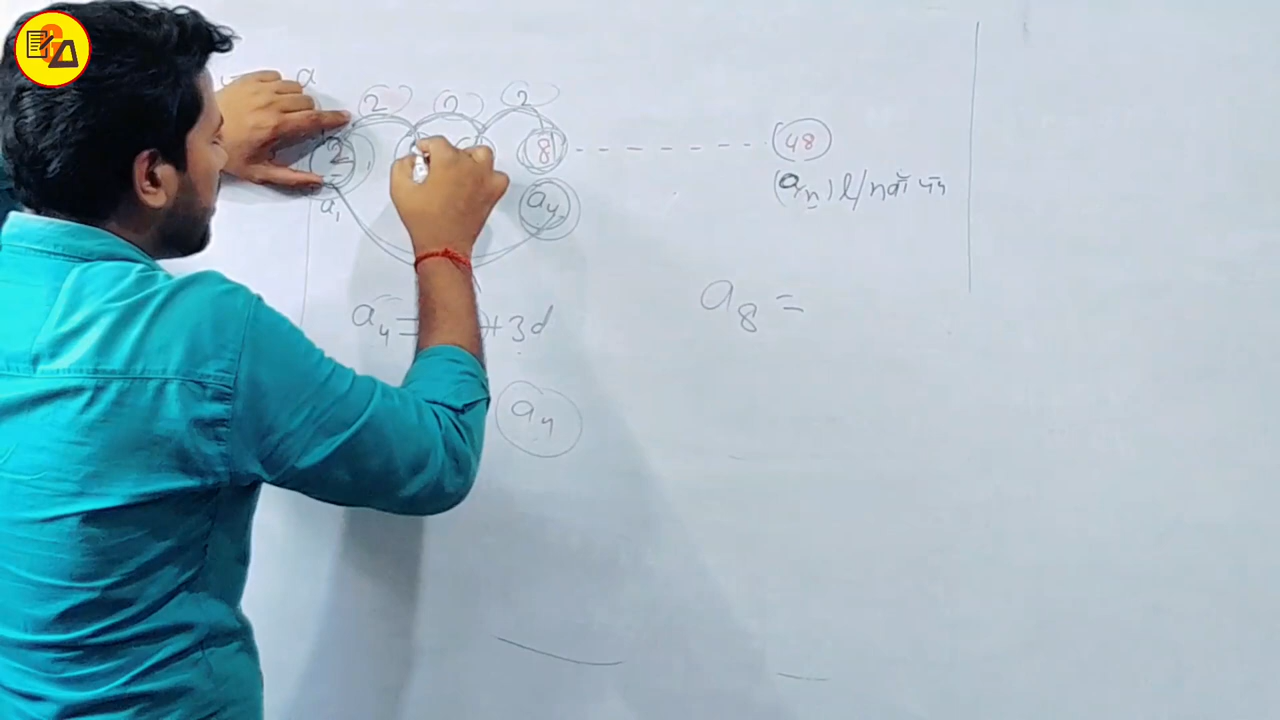 a
2 2 2
2 8 - - - - - - - - 48
a₁ a₄ (aₙ) l/nवाँ पद
a₈ =
a₄ = +3d
a₄